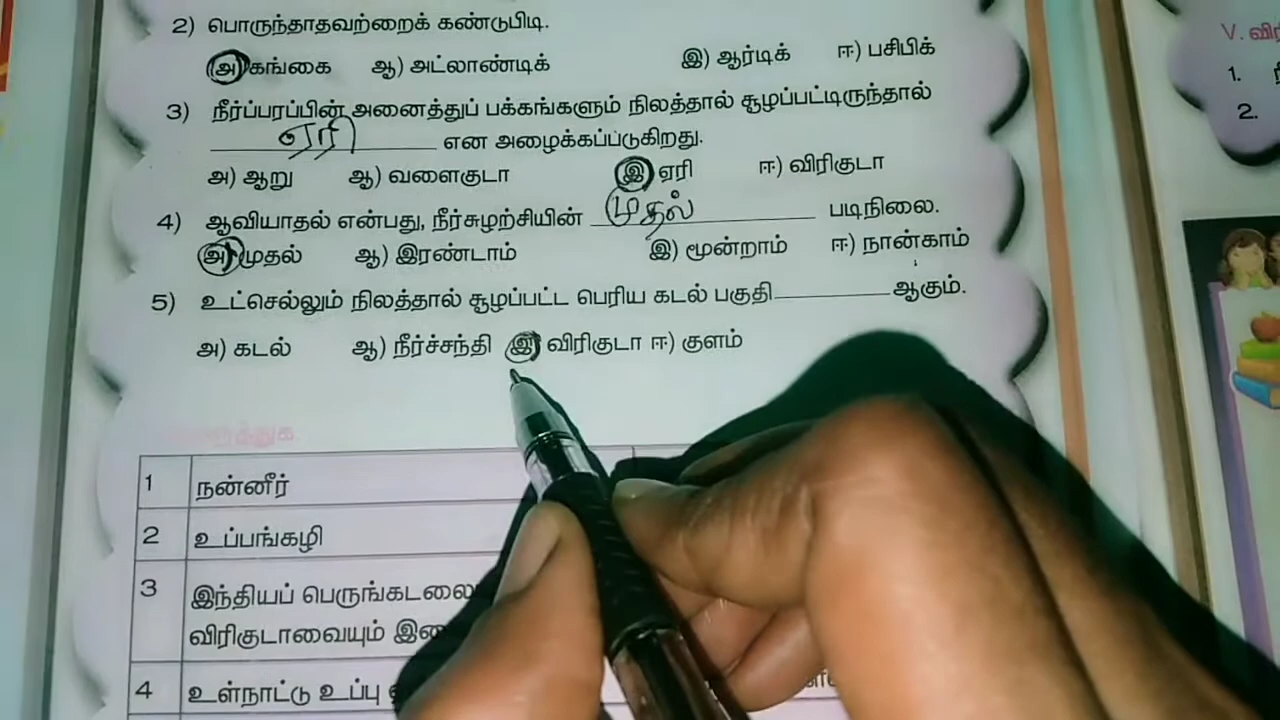 2) பொருந்தாதவற்றைக் கண்டுபிடி.
அ) கங்கை ஆ) அட்லாண்டிக் இ) ஆர்டிக் ஈ) பசிபிக்
3) நீர்ப்பரப்பின் அனைத்துப் பக்கங்களும் நிலத்தால் சூழப்பட்டிருந்தால்
ஏரி என அழைக்கப்படுகிறது.
அ) ஆறு ஆ) வளைகுடா இ) ஏரி ஈ) விரிகுடா
4) ஆவியாதல் என்பது, நீர்சுழற்சியின் முதல் படிநிலை.
அ) முதல் ஆ) இரண்டாம் இ) மூன்றாம் ஈ) நான்காம்
5) உட்செல்லும் நிலத்தால் சூழப்பட்ட பெரிய கடல் பகுதி ஆகும்.
அ) கடல் ஆ) நீர்ச்சந்தி இ) விரிகுடா ஈ) குளம்
1 நன்னீர்
2 உப்பங்கழி
3 இந்தியப்
விரிகுடாவையும்
4 உள்நாட்டு உப்பு
V.
1.
2.